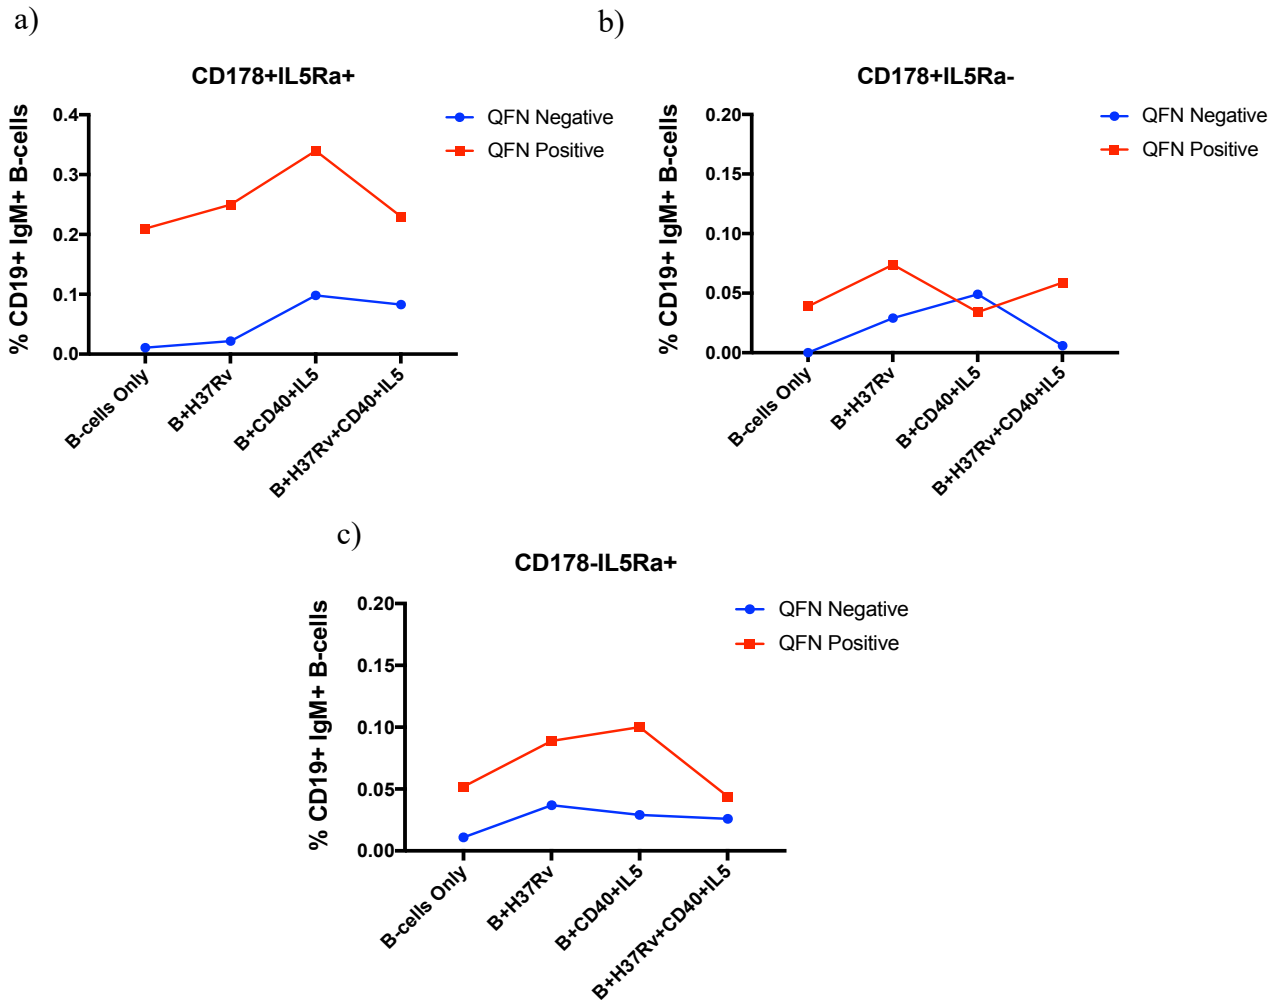 a)
CD178+IL5Ra+
% CD19+ IgM+ B-cells
0.4
0.3
0.2
0.1
0.0
B-cells Only
B+H37Rv
B+CD40+IL5
B+H37Rv+CD40+IL5
QFN Negative
QFN Positive
b)
CD178+IL5Ra-
% CD19+ IgM+ B-cells
0.20
0.15
0.10
0.05
0.00
B-cells Only
B+H37Rv
B+CD40+IL5
B+H37Rv+CD40+IL5
QFN Negative
QFN Positive
c)
CD178-IL5Ra+
% CD19+ IgM+ B-cells
0.20
0.15
0.10
0.05
0.00
B-cells Only
B+H37Rv
B+CD40+IL5
B+H37Rv+CD40+IL5
QFN Negative
QFN Positive